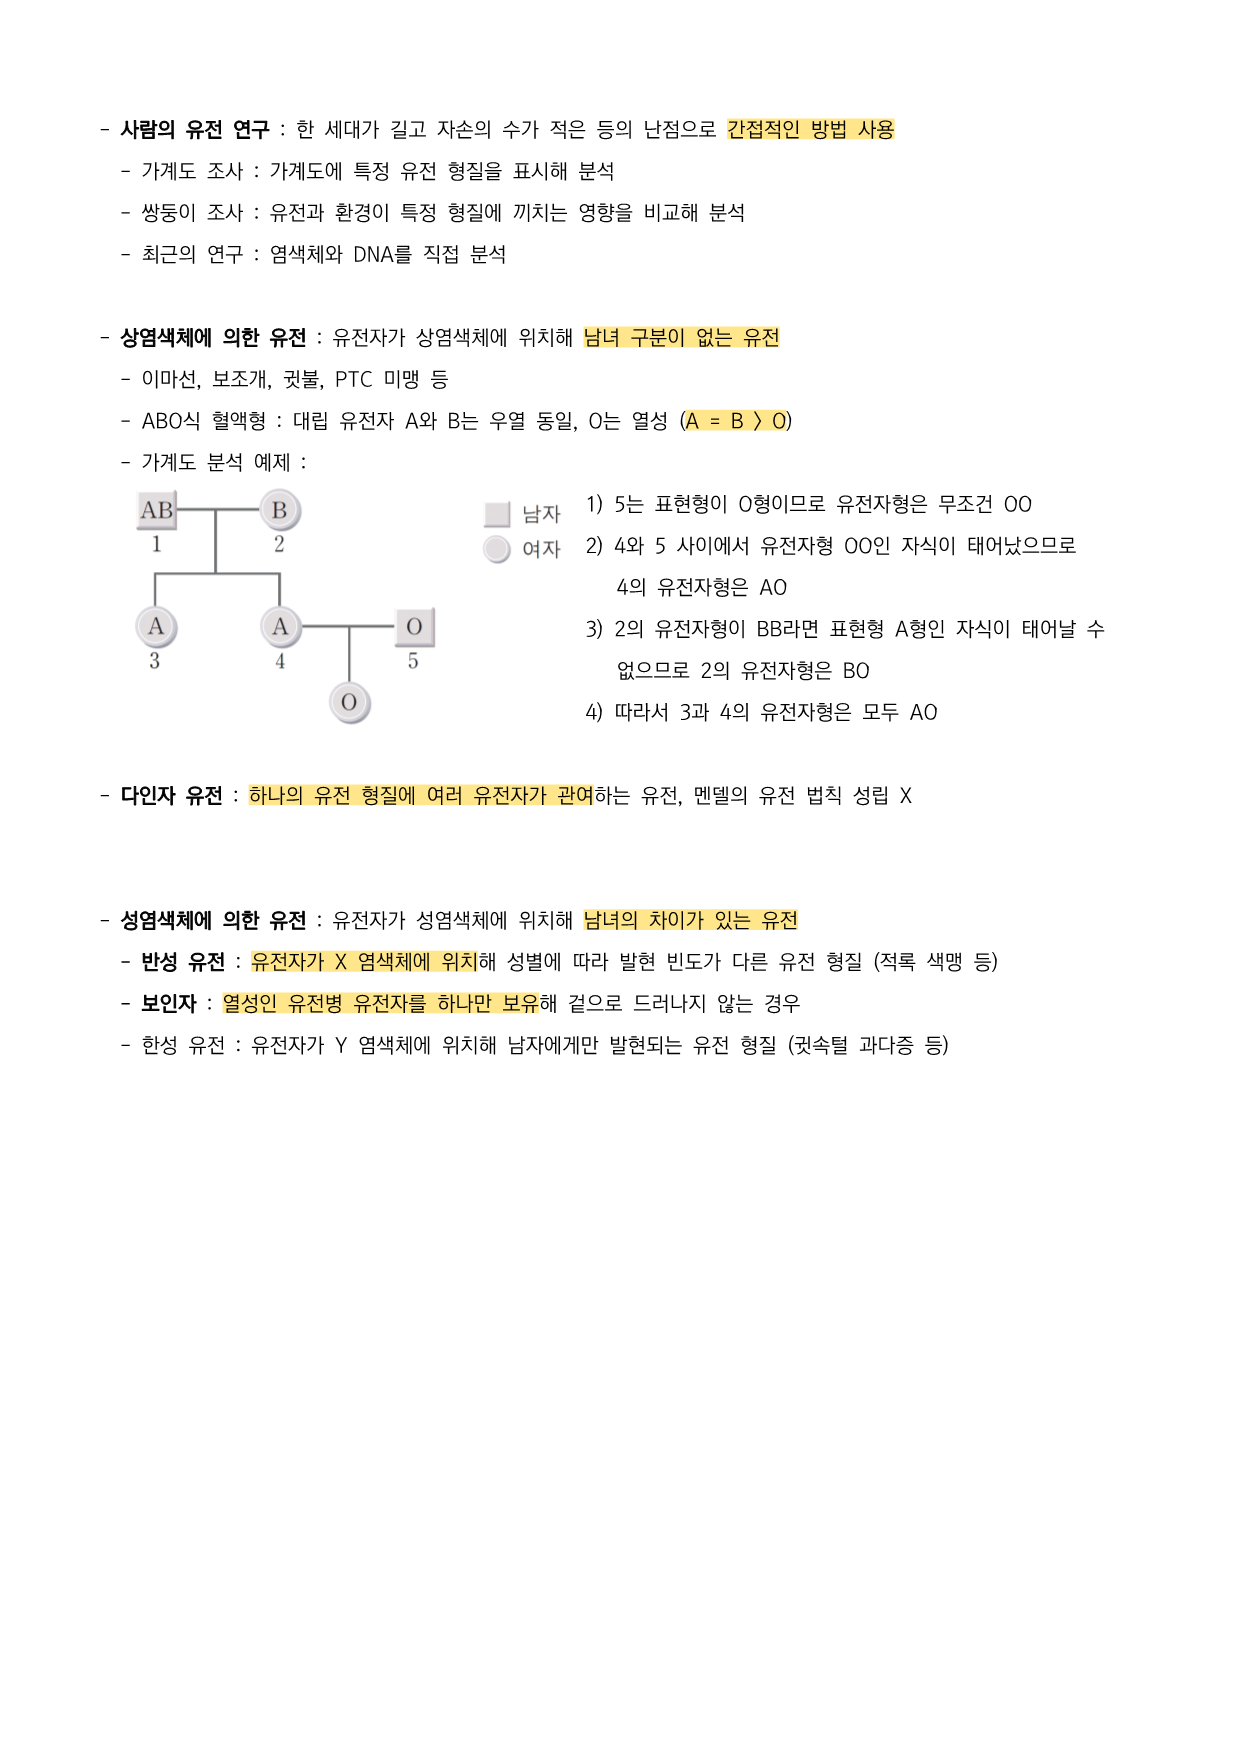 - 사람의 유전 연구 : 한 세대가 길고 자손의 수가 적은 등의 난점으로 간접적인 방법 사용
- 가계도 조사 : 가계도에 특정 유전 형질을 표시해 분석
- 쌍둥이 조사 : 유전과 환경이 특정 형질에 끼치는 영향을 비교해 분석
- 최근의 연구 : 염색체와 DNA를 직접 분석
- 상염색체에 의한 유전 : 유전자가 상염색체에 위치해 남녀 구분이 없는 유전
- 이마선, 보조개, 귓불, PTC 미맹 등
- ABO식 혈액형 : 대립 유전자 A와 B는 우열 동일, O는 열성 (A = B > O)
- 가계도 분석 예제 :
AB B
1 2
A A O
3 4 5
O
남자
여자
1) 5는 표현형이 O형이므로 유전자형은 무조건 OO
2) 4와 5 사이에서 유전자형 OO인 자식이 태어났으므로
4의 유전자형은 AO
3) 2의 유전자형이 BB라면 표현형 A형인 자식이 태어날 수
없으므로 2의 유전자형은 BO
4) 따라서 3과 4의 유전자형은 모두 AO
- 다인자 유전 : 하나의 유전 형질에 여러 유전자가 관여하는 유전, 멘델의 유전 법칙 성립 X
- 성염색체에 의한 유전 : 유전자가 성염색체에 위치해 남녀의 차이가 있는 유전
- 반성 유전 : 유전자가 X 염색체에 위치해 성별에 따라 발현 빈도가 다른 유전 형질 (적록 색맹 등)
- 보인자 : 열성인 유전병 유전자를 하나만 보유해 겉으로 드러나지 않는 경우
- 한성 유전 : 유전자가 Y 염색체에 위치해 남자에게만 발현되는 유전 형질 (귓속털 과다증 등)